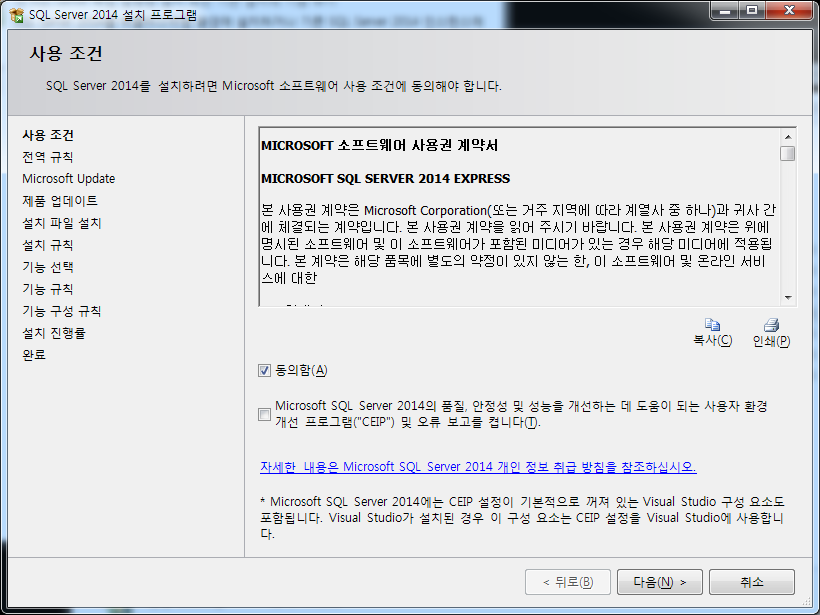 SQL Server 2014 설치 프로그램
사용 조건
SQL Server 2014를 설치하려면 Microsoft 소프트웨어 사용 조건에 동의해야 합니다.
사용 조건
전역 규칙
Microsoft Update
제품 업데이트
설치 파일 설치
설치 규칙
기능 선택
기능 규칙
기능 구성 규칙
설치 진행률
완료
MICROSOFT 소프트웨어 사용권 계약서
MICROSOFT SQL SERVER 2014 EXPRESS
본 사용권 계약은 Microsoft Corporation(또는 거주 지역에 따라 계열사 중 하나)과 귀사 간
에 체결되는 계약입니다. 본 사용권 계약을 읽어 주시기 바랍니다. 본 사용권 계약은 위에
명시된 소프트웨어 및 이 소프트웨어가 포함된 미디어가 있는 경우 해당 미디어에 적용됩
니다. 본 계약은 해당 품목에 별도의 약정이 있지 않는 한, 이 소프트웨어 및 온라인 서비
스에 대한
복사(C)
인쇄(P)
동의함(A)
Microsoft SQL Server 2014의 품질, 안정성 및 성능을 개선하는 데 도움이 되는 사용자 환경
개선 프로그램("CEIP") 및 오류 보고를 켭니다(T).
자세한 내용은 Microsoft SQL Server 2014 개인 정보 취급 방침을 참조하십시오.
* Microsoft SQL Server 2014에는 CEIP 설정이 기본적으로 꺼져 있는 Visual Studio 구성 요소도
포함됩니다. Visual Studio가 설치된 경우 이 구성 요소는 CEIP 설정을 Visual Studio에 사용합니
다.
< 뒤로(B)
다음(N) >
취소